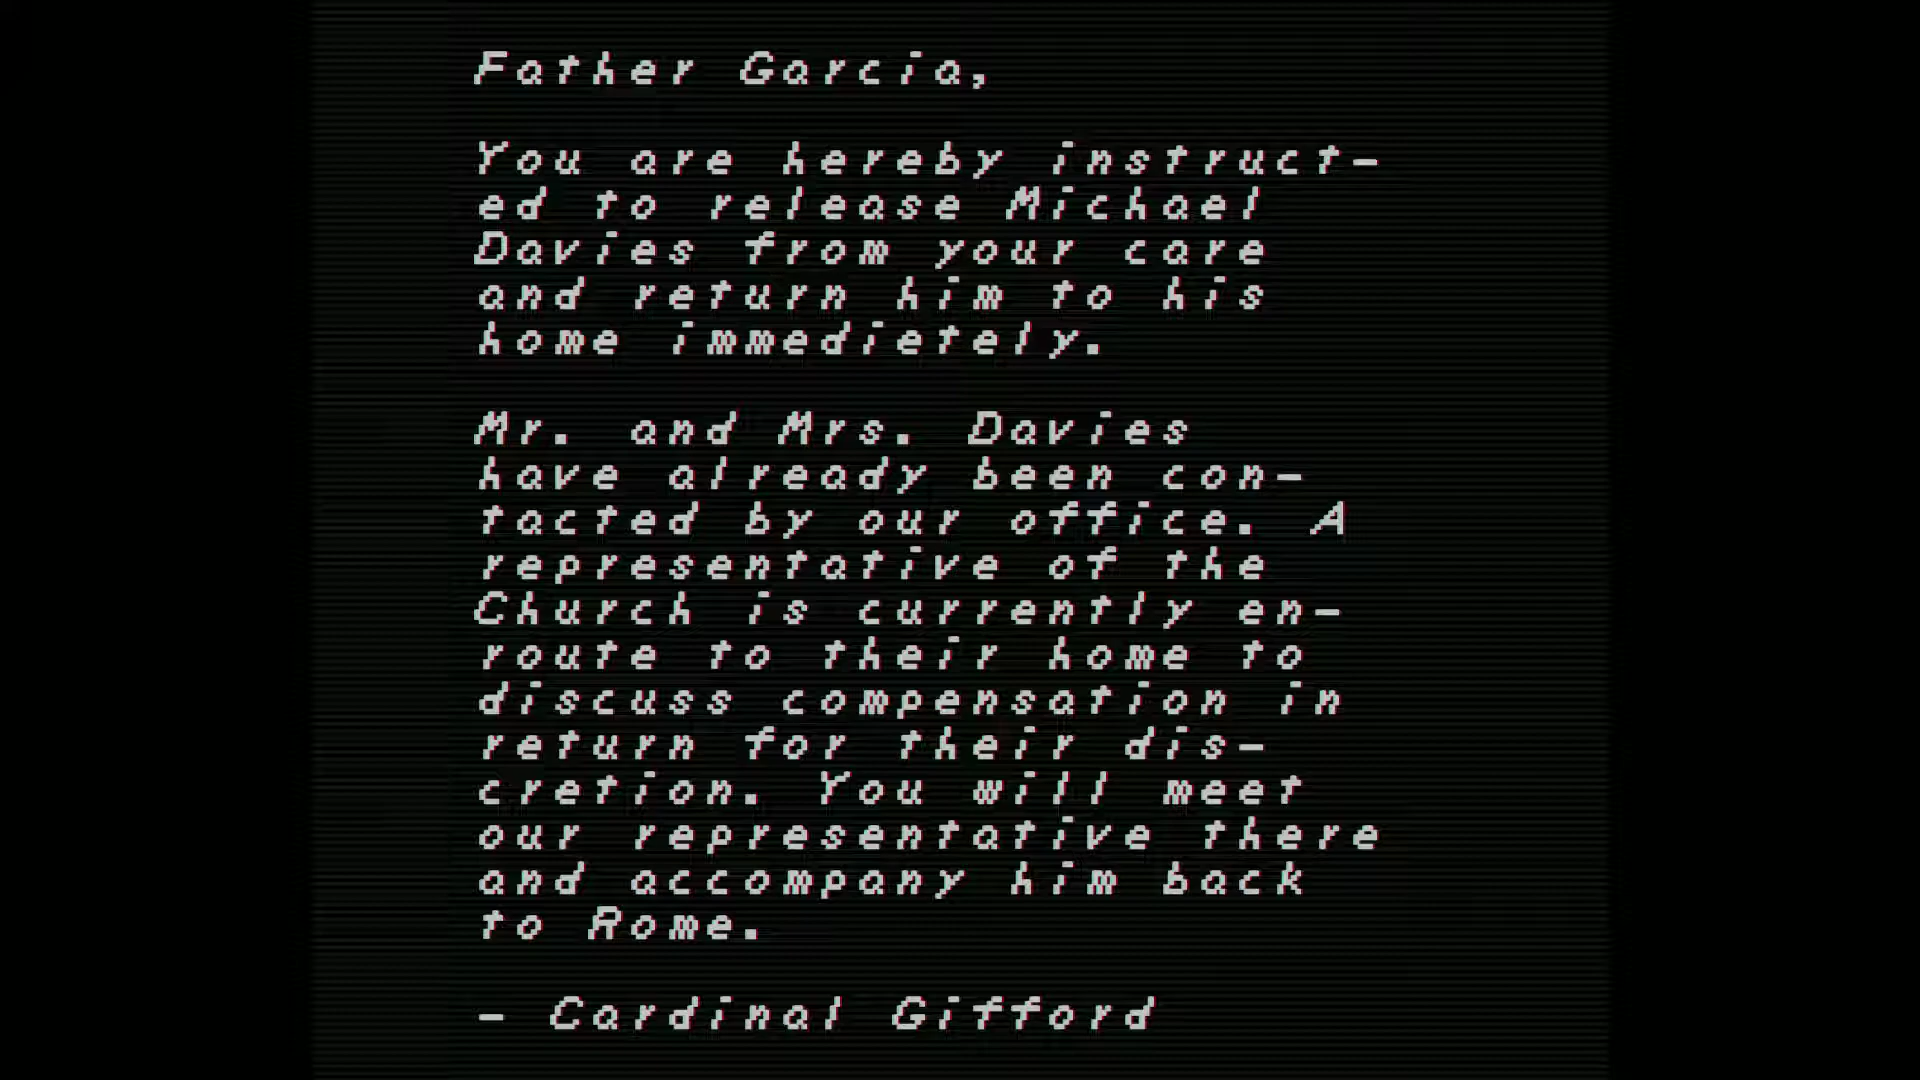 Father Garcia,
You are hereby instruct-
ed to release Michael
Davies from your care
and return him to his
home immedietely.
Mr. and Mrs. Davies
have already been con-
tacted by our office. A
representative of the
Church is currently en-
route to their home to
discuss compensation in
return for their dis-
cretion. You will meet
our representative there
and accompany him back
to Rome.
- Cardinal Gifford